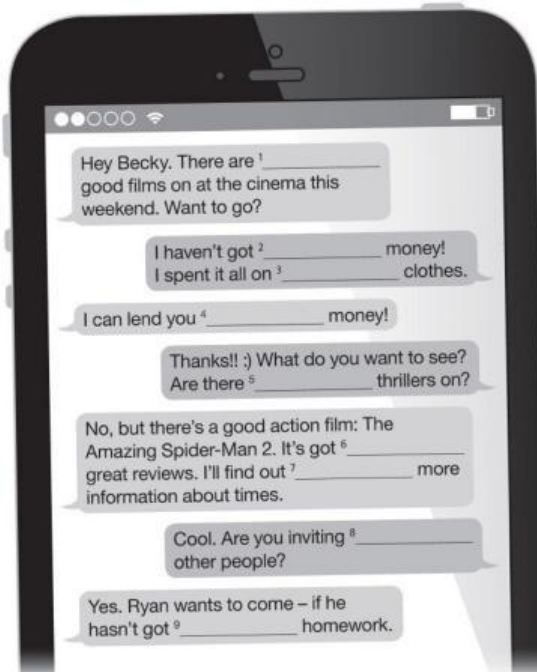 Hey Becky. There are ¹____________
good films on at the cinema this
weekend. Want to go?
I haven't got ²____________ money!
I spent it all on ³____________ clothes.
I can lend you ⁴____________ money!
Thanks!! :) What do you want to see?
Are there ⁵____________ thrillers on?
No, but there's a good action film: The
Amazing Spider-Man 2. It's got ⁶____________
great reviews. I'll find out ⁷____________ more
information about times.
Cool. Are you inviting ⁸____________
other people?
Yes. Ryan wants to come – if he
hasn't got ⁹____________ homework.